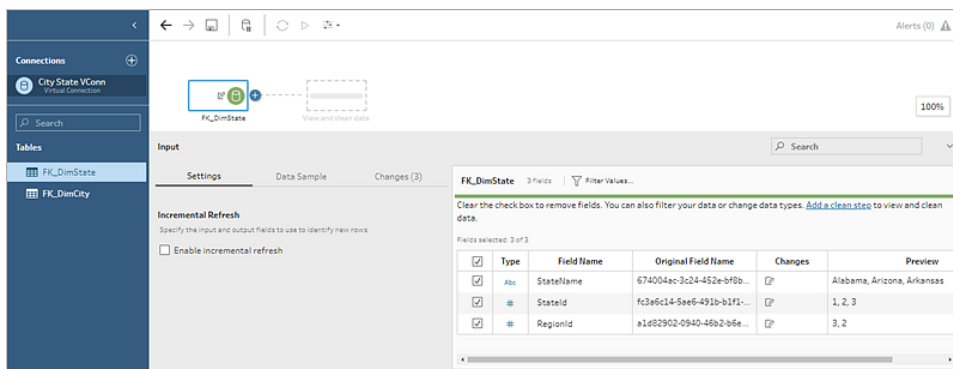 Alerts (0)
Connections
City State VConn
Virtual Connection
Search
Tables
FK_DimState
FK_DimCity
FK_DimState
View and clean data
100%
Input
Search
Settings
Data Sample
Changes (3)
Incremental Refresh
Specify the input and output fields to use to identify new rows.
Enable incremental refresh
FK_DimState 3 fields Filter Values...
Clear the check box to remove fields. You can also filter your data or change data types. Add a clean step to view and clean
data.
Fields selected: 3 of 3
Type Field Name Original Field Name Changes Preview
Abc StateName 674004ac-3c24-452e-bf8b... Alabama, Arizona, Arkansas
# StateId fc3a6c14-5ae6-491b-b1f1-... 1, 2, 3
# RegionId a1d82902-0940-46b2-b6e... 3, 2